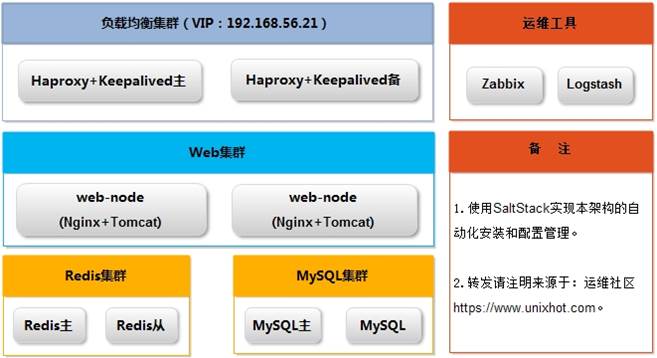 负载均衡集群（VIP：192.168.56.21）
Haproxy+Keepalived主
Haproxy+Keepalived备
运维工具
Zabbix
Logstash
Web集群
web-node
(Nginx+Tomcat)
web-node
(Nginx+Tomcat)
备 注
1.使用SaltStack实现本架构的自
动化安装和配置管理。
2.转发请注明来源于：运维社区
https://www.unixhot.com。
Redis集群
Redis主
Redis从
MySQL集群
MySQL主
MySQL